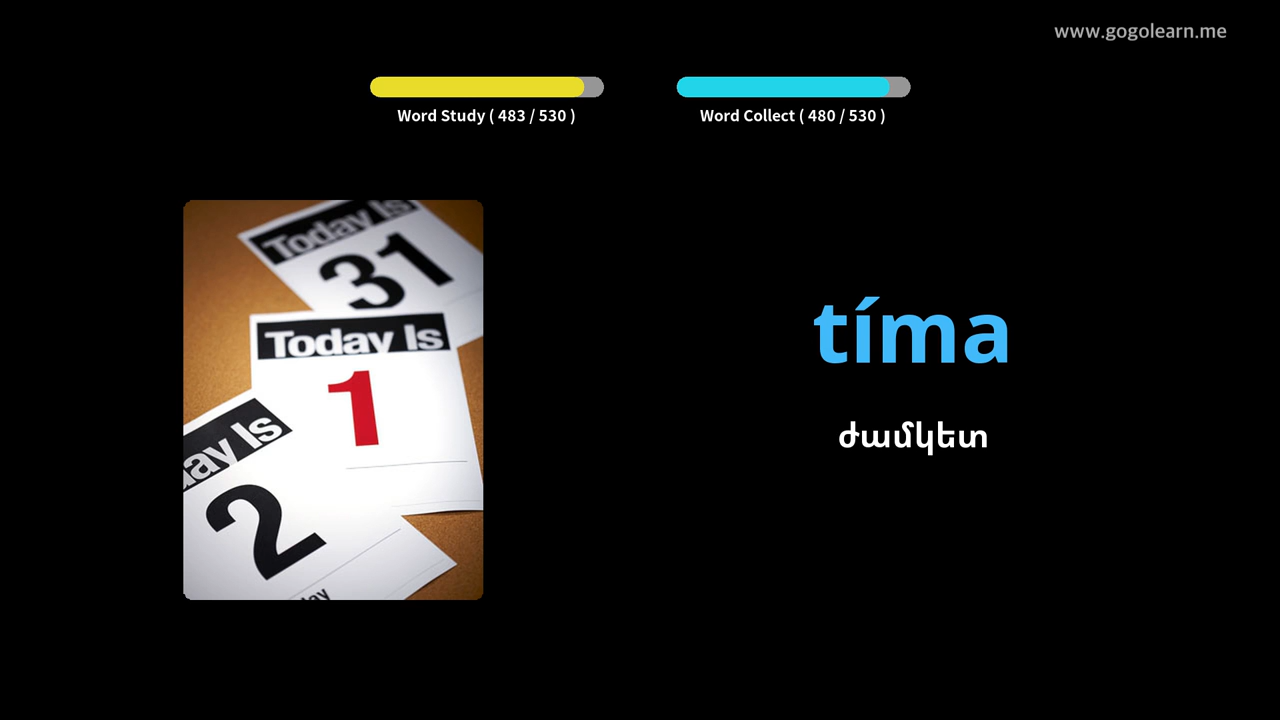 www.gogolearn.me
Word Study ( 483 / 530 )
Word Collect ( 480 / 530 )
Today Is
31
Today Is
1
ay Is
2
ay
tíma
ժամկետ